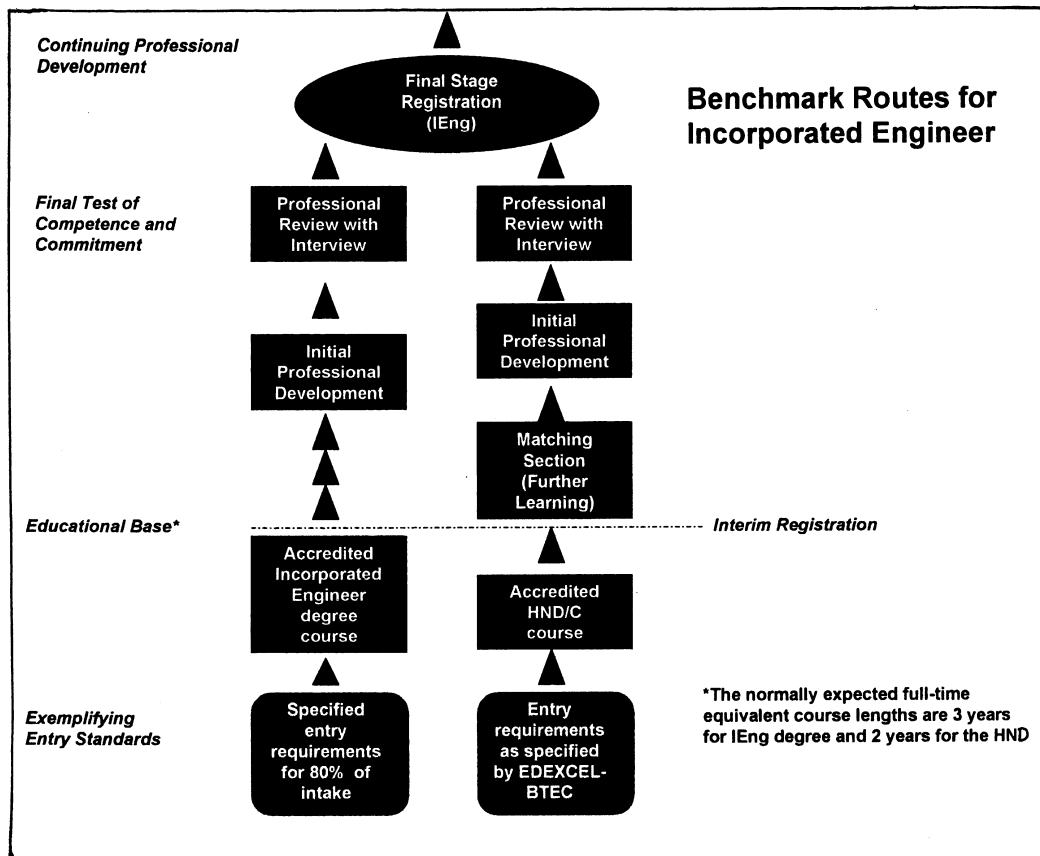 Continuing Professional
Development
Final Stage
Registration
(IEng)
Benchmark Routes for
Incorporated Engineer
Final Test of
Competence and
Commitment
Professional
Review with
Interview
Professional
Review with
Interview
Initial
Professional
Development
Initial
Professional
Development
Matching
Section
(Further
Learning)
Educational Base*
Interim Registration
Accredited
Incorporated
Engineer
degree
course
Accredited
HND/C
course
Exemplifying
Entry Standards
Specified
entry
requirements
for 80% of
intake
Entry
requirements
as specified
by EDEXCEL-
BTEC
*The normally expected full-time
equivalent course lengths are 3 years
for IEng degree and 2 years for the HND